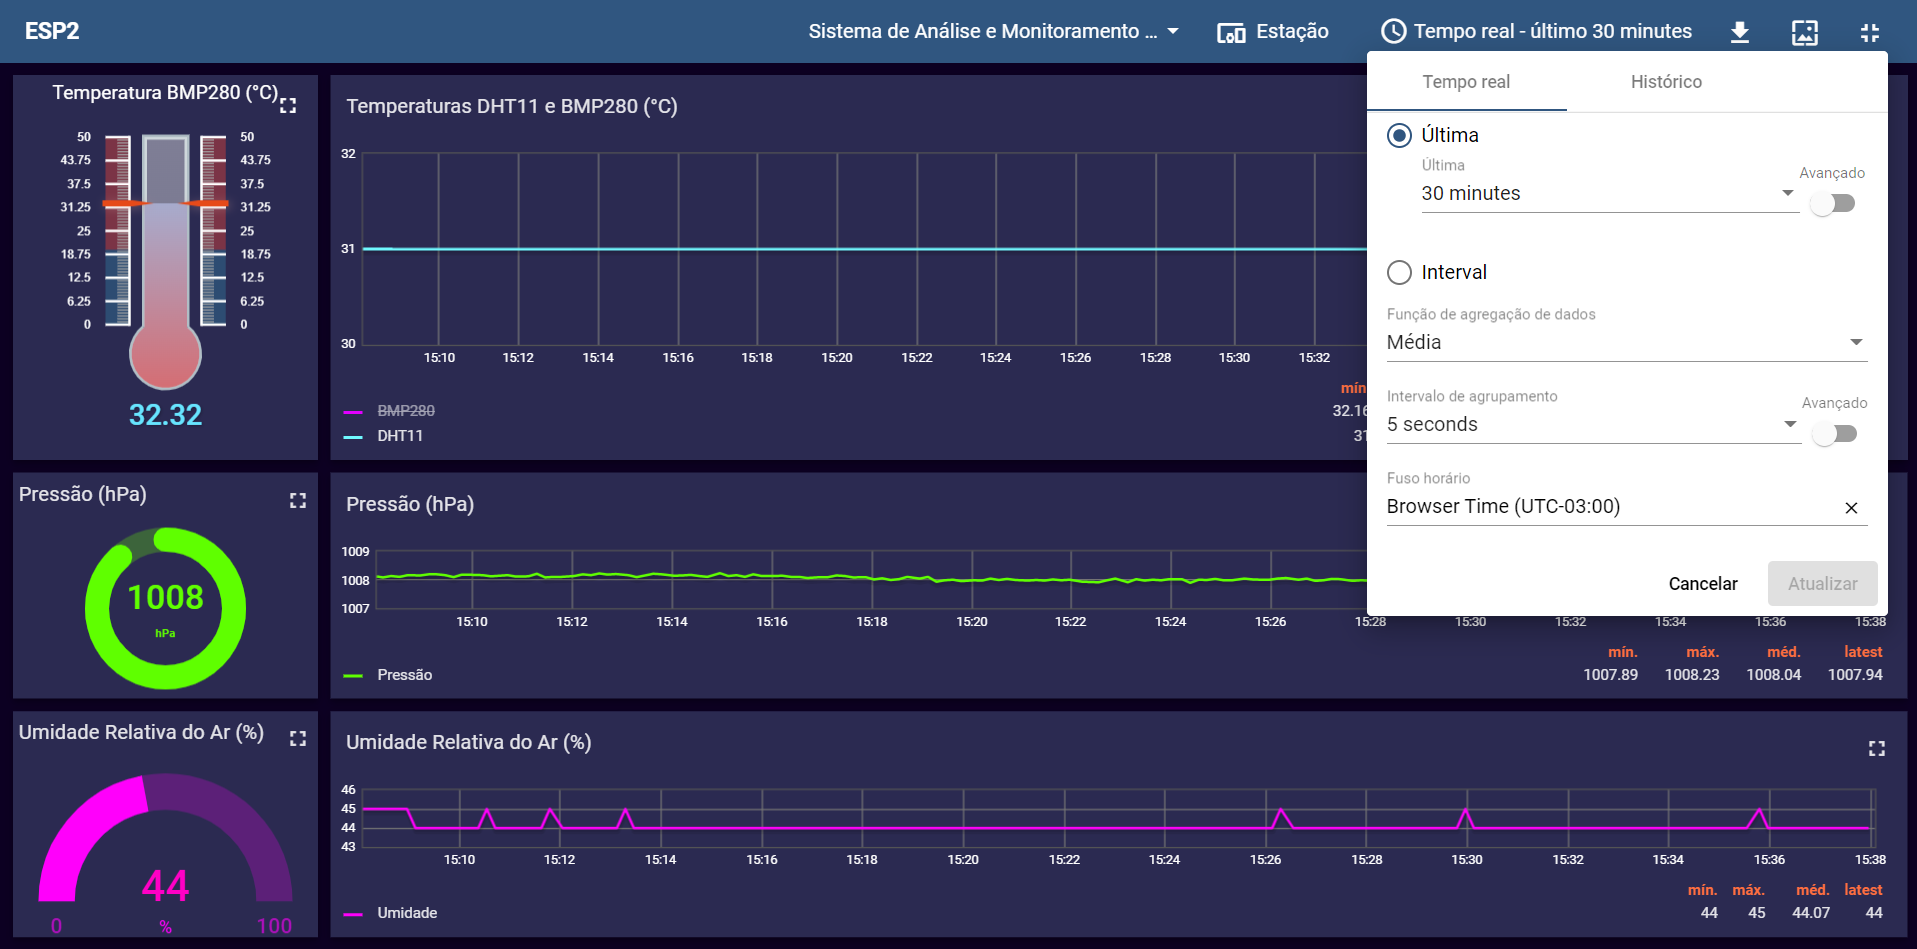 ESP2
Sistema de Análise e Monitoramento ...
Estação
Tempo real - último 30 minutes
Temperatura BMP280 (°C)
50 50
43.75 43.75
37.5 37.5
31.25 31.25
25 25
18.75 18.75
12.5 12.5
6.25 6.25
0 0
32.32
Temperaturas DHT11 e BMP280 (°C)
32
31
30
15:10 15:12 15:14 15:16 15:18 15:20 15:22 15:24 15:26 15:28 15:30 15:32
mín
BMP280 32.16
DHT11 31
Tempo real Histórico
Última
Última
30 minutes
Avançado
Interval
Função de agregação de dados
Média
Intervalo de agrupamento
5 seconds
Avançado
Fuso horário
Browser Time (UTC-03:00)
Cancelar Atualizar
Pressão (hPa)
1008
hPa
Pressão (hPa)
1009
1008
1007
15:10 15:12 15:14 15:16 15:18 15:20 15:22 15:24 15:26 15:28 15:30 15:32 15:34 15:36 15:38
mín. máx. méd. latest
Pressão 1007.89 1008.23 1008.04 1007.94
Umidade Relativa do Ar (%)
44
0 % 100
Umidade Relativa do Ar (%)
46
45
44
43
15:10 15:12 15:14 15:16 15:18 15:20 15:22 15:24 15:26 15:28 15:30 15:32 15:34 15:36 15:38
mín. máx. méd. latest
Umidade 44 45 44.07 44